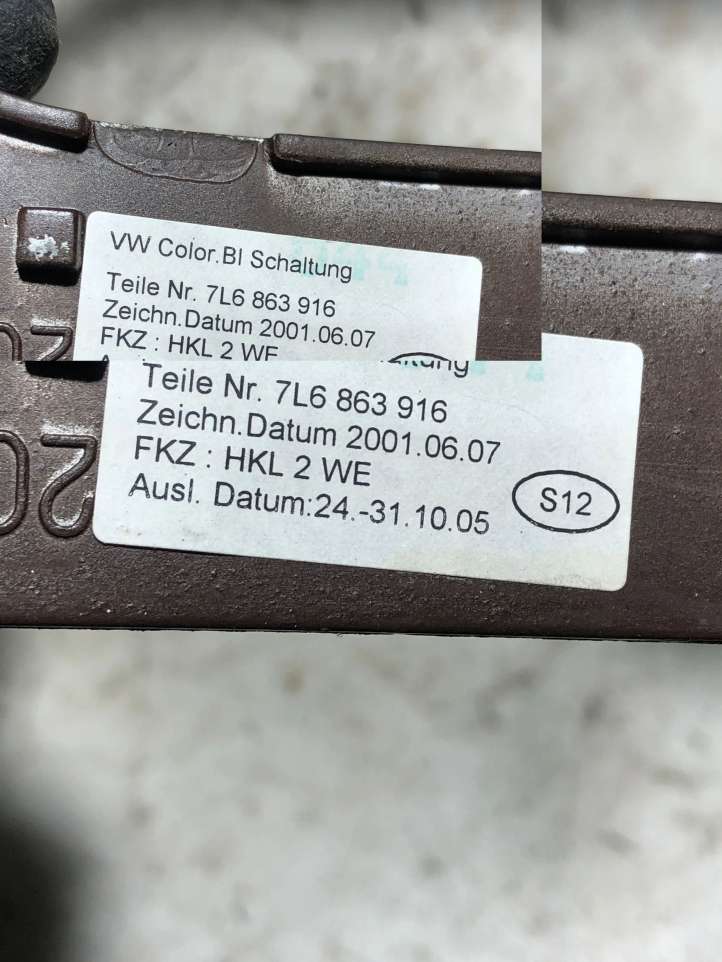 VW Color.BI Schaltung
Teile Nr. 7L6 863 916
Zeichn.Datum 2001.06.07
FKZ : HKL 2 WE
Teile Nr. 7L6 863 916
Zeichn.Datum 2001.06.07
FKZ : HKL 2 WE
Ausl. Datum:24.-31.10.05
S12